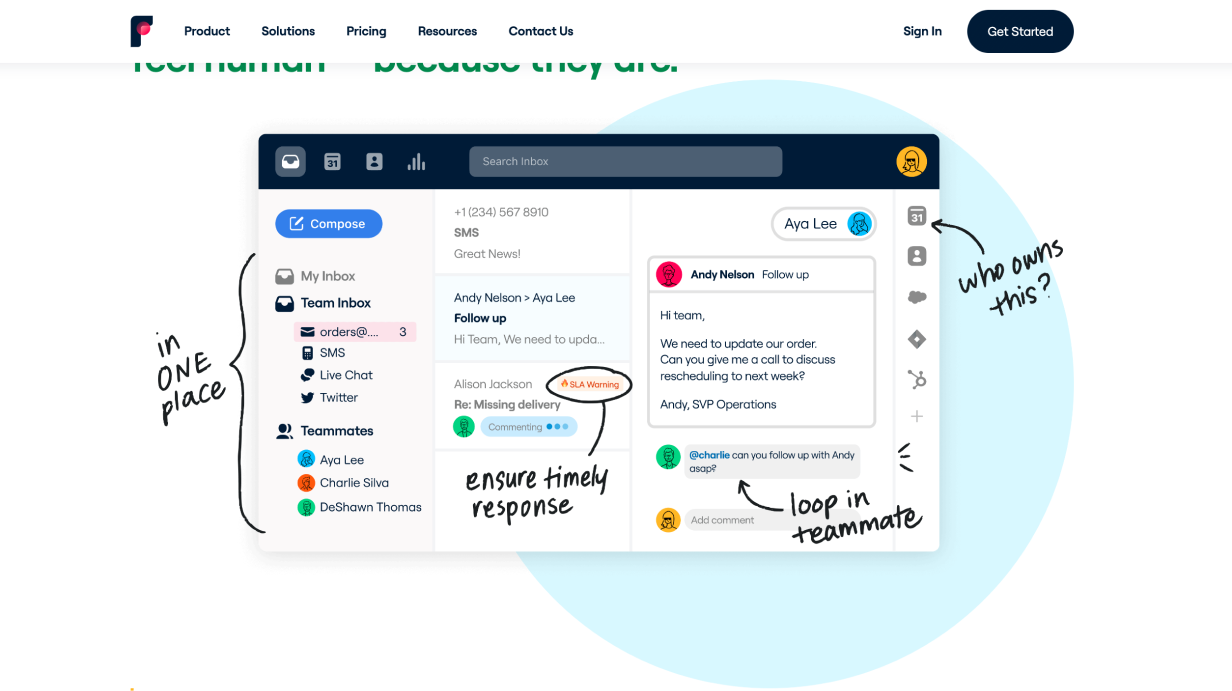 Product
Solutions
Pricing
Resources
Contact Us
Sign In
Get Started
feel human — because they are.
31
Search Inbox
Compose
My Inbox
Team Inbox
orders@.... 3
SMS
Live Chat
Twitter
Teammates
Aya Lee
Charlie Silva
DeShawn Thomas
in
ONE
place
+1 (234) 567 8910
SMS
Great News!
Andy Nelson > Aya Lee
Follow up
Hi Team, We need to upda...
Alison Jackson
SLA Warning
Re: Missing delivery
Commenting
ensure timely
response
Aya Lee
Andy Nelson Follow up
Hi team,
We need to update our order.
Can you give me a call to discuss
rescheduling to next week?
Andy, SVP Operations
@charlie can you follow up with Andy
asap?
Add comment
loop in
teammate
31
who owns
this?